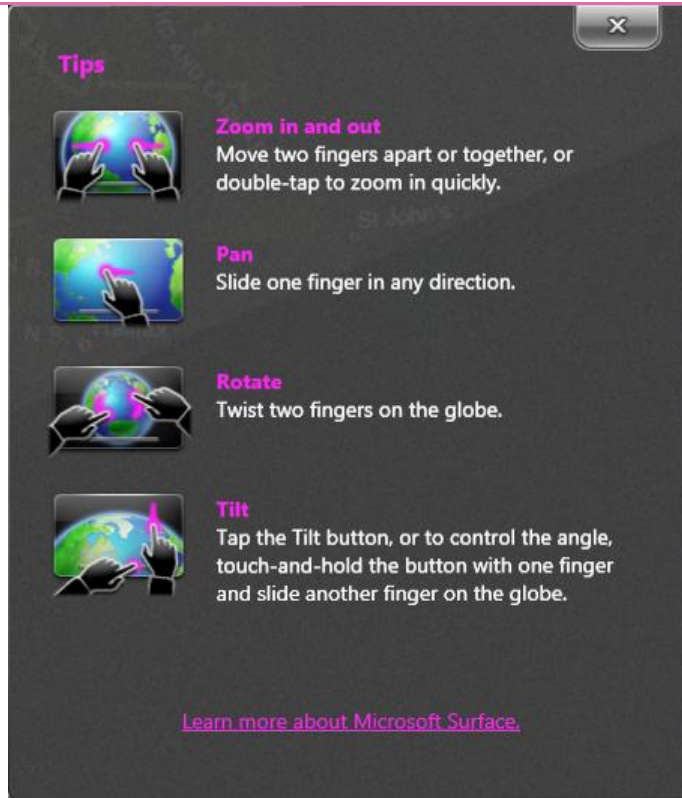 Tips
Zoom in and out
Move two fingers apart or together, or
double-tap to zoom in quickly.
St John's
Pan
Slide one finger in any direction.
N.S.
Rotate
Twist two fingers on the globe.
Tilt
Tap the Tilt button, or to control the angle,
touch-and-hold the button with one finger
and slide another finger on the globe.
Learn more about Microsoft Surface.